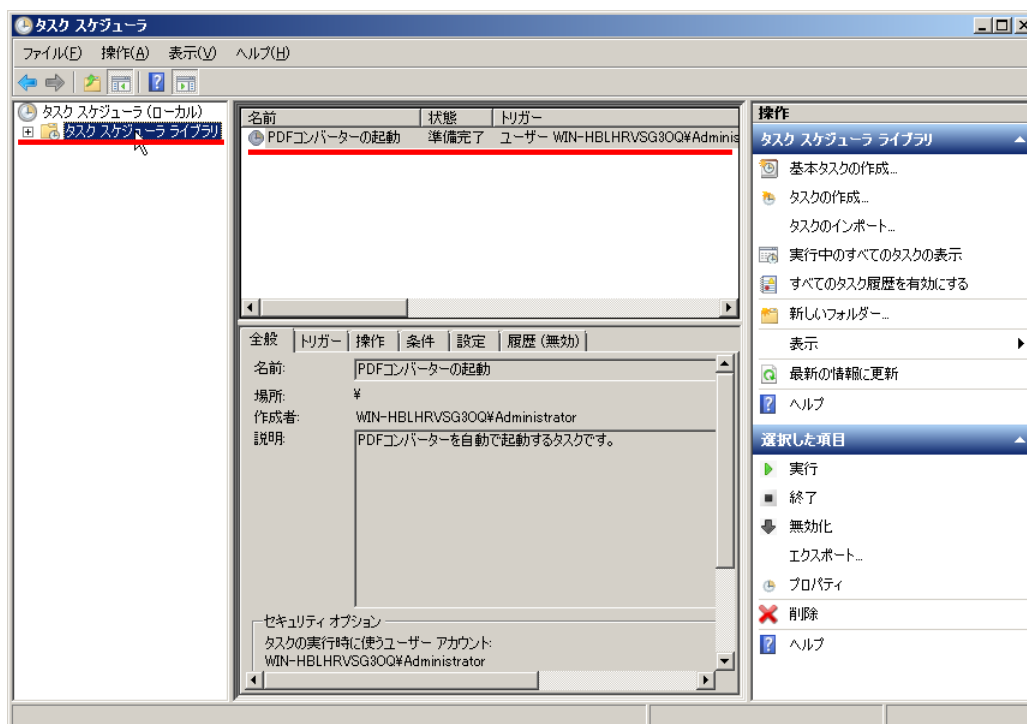 タスク スケジューラ
ファイル(F) 操作(A) 表示(V) ヘルプ(H)
タスク スケジューラ (ローカル)
タスク スケジューラ ライブラリ
名前 状態 トリガー
PDFコンバーターの起動 準備完了 ユーザー WIN-HBLHRVSG3OQ¥Adminis
全般 トリガー 操作 条件 設定 履歴 (無効)
名前: PDFコンバーターの起動
場所: ¥
作成者: WIN-HBLHRVSG3OQ¥Administrator
説明: PDFコンバーターを自動で起動するタスクです。
セキュリティ オプション
タスクの実行時に使うユーザー アカウント:
WIN-HBLHRVSG3OQ¥Administrator
操作
タスク スケジューラ ライブラリ
基本タスクの作成...
タスクの作成...
タスクのインポート...
実行中のすべてのタスクの表示
すべてのタスク履歴を有効にする
新しいフォルダー...
表示
最新の情報に更新
ヘルプ
選択した項目
実行
終了
無効化
エクスポート...
プロパティ
削除
ヘルプ